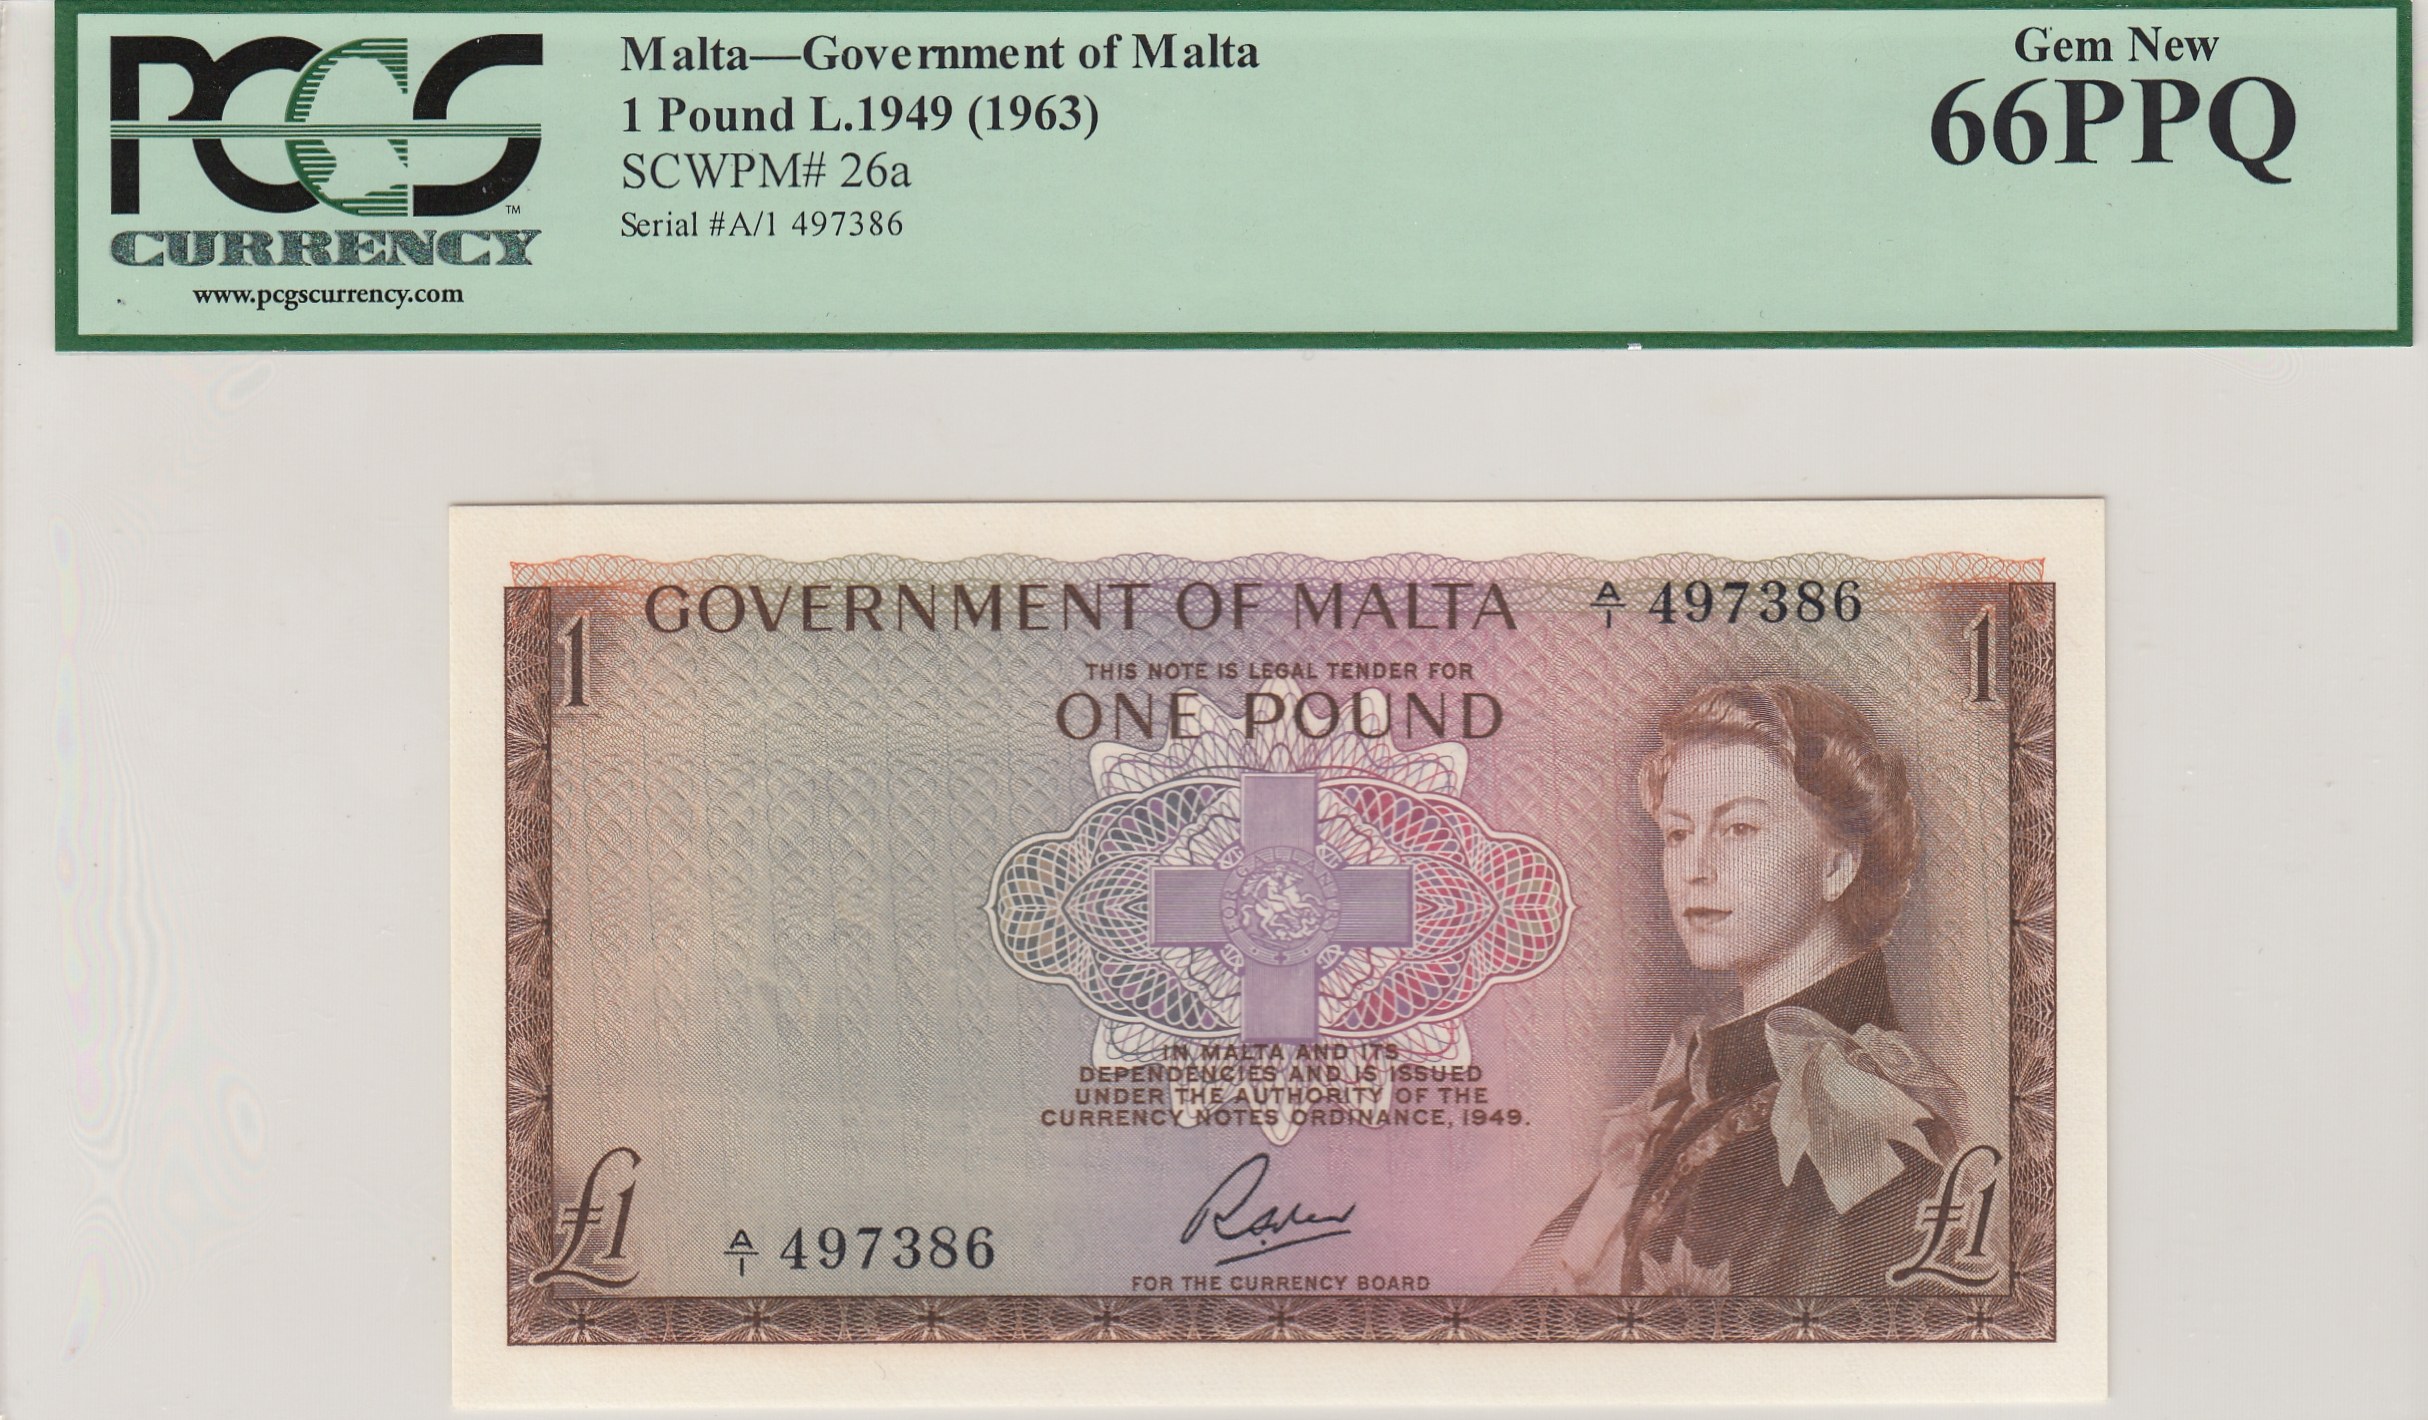 PCGS
TM
CURRENCY
www.pcgscurrency.com
Malta—Government of Malta
1 Pound L.1949 (1963)
SCWPM# 26a
Serial #A/1 497386
Gem New
66PPQ
GOVERNMENT OF MALTA A/1 497386
1 1
THIS NOTE IS LEGAL TENDER FOR
ONE POUND
FOR GALLANTRY
IN MALTA AND ITS
DEPENDENCIES AND IS ISSUED
UNDER THE AUTHORITY OF THE
CURRENCY NOTES ORDINANCE, 1949.
£1 £1
A/1 497386
FOR THE CURRENCY BOARD